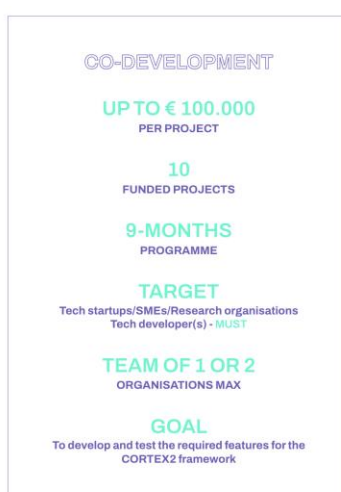 CO-DEVELOPMENT
UP TO € 100.000
PER PROJECT
10
FUNDED PROJECTS
9-MONTHS
PROGRAMME
TARGET
Tech startups/SMEs/Research organisations
Tech developer(s) - MUST
TEAM OF 1 OR 2
ORGANISATIONS MAX
GOAL
To develop and test the required features for the
CORTEX2 framework